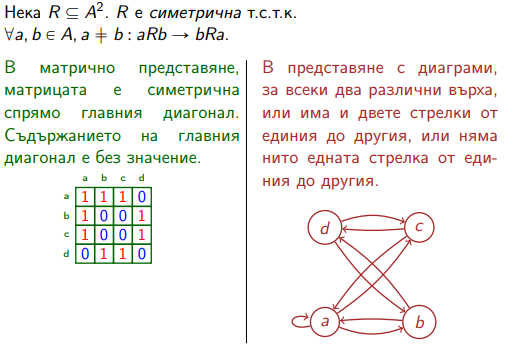 Нека R ⊆ A². R е симетрична т.с.т.к.
∀a, b ∈ A, a ≠ b : aRb → bRa.
В матрично представяне,
матрицата е симетрична
спрямо главния диагонал.
Съдържанието на главния
диагонал е без значение.
a b c d
a 1 1 1 0
b 1 0 0 1
c 1 0 0 1
d 0 1 1 0
В представяне с диаграми,
за всеки два различни върха,
или има и двете стрелки от
единия до другия, или няма
нито едната стрелка от еди-
ния до другия.
d c
a b